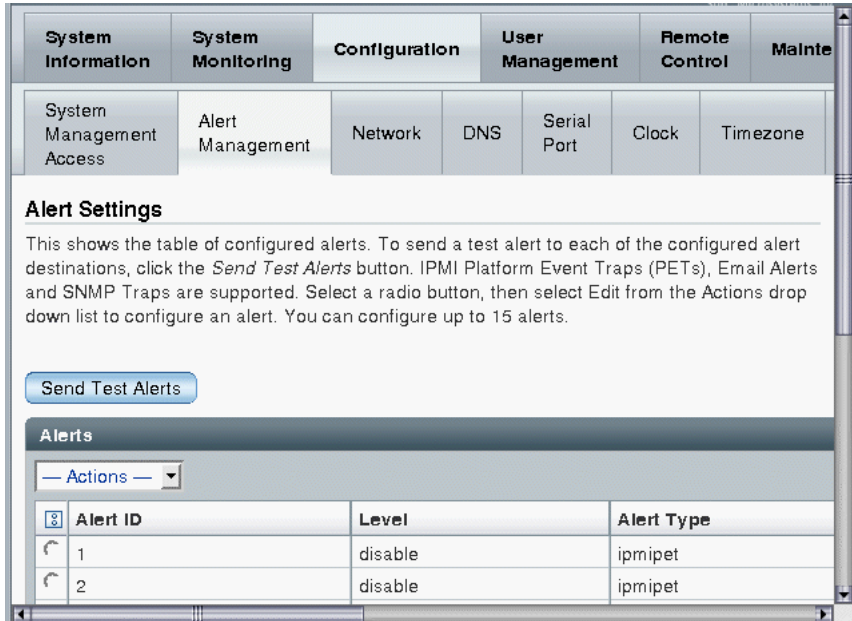 System Information
System Monitoring
Configuration
User Management
Remote Control
Mainte
System Management Access
Alert Management
Network
DNS
Serial Port
Clock
Timezone
Alert Settings
This shows the table of configured alerts. To send a test alert to each of the configured alert
destinations, click the Send Test Alerts button. IPMI Platform Event Traps (PETs), Email Alerts
and SNMP Traps are supported. Select a radio button, then select Edit from the Actions drop
down list to configure an alert. You can configure up to 15 alerts.
Send Test Alerts
Alerts
— Actions —
Alert ID Level Alert Type
1 disable ipmipet
2 disable ipmipet